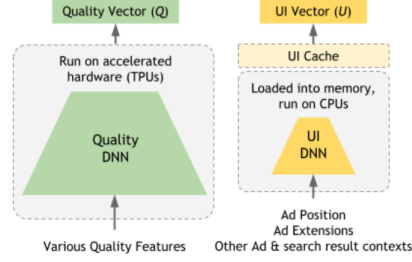 Quality Vector (Q)
Run on accelerated
hardware (TPUs)
Quality
DNN
Various Quality Features
UI Vector (U)
UI Cache
Loaded into memory,
run on CPUs
UI
DNN
Ad Position
Ad Extensions
Other Ad & search result contexts